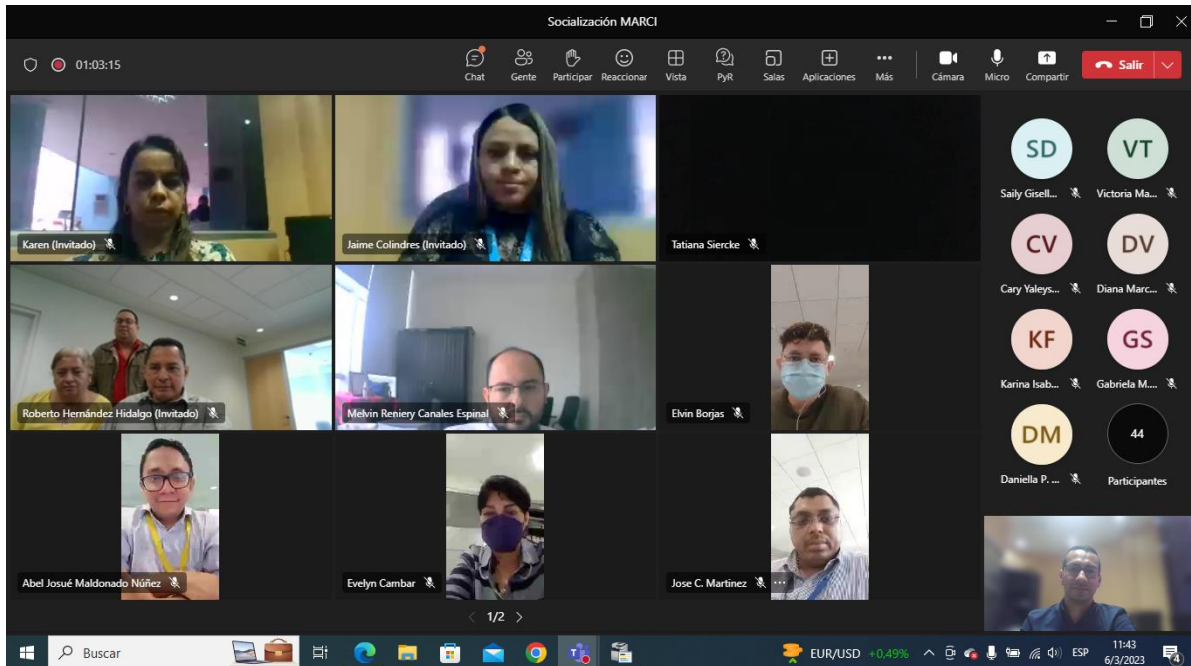 Socialización MARCI
01:03:15
Chat
Gente
Participar
Reaccionar
Vista
PyR
Salas
Aplicaciones
Más
Cámara
Micro
Compartir
Salir
Karen (Invitado)
Jaime Colindres (Invitado)
Tatiana Siercke
SD
VT
Saily Gisell...
Victoria Ma...
CV
DV
Cary Yaleys...
Diana Marc...
Roberto Hernández Hidalgo (Invitado)
Melvin Reniery Canales Espinal
Elvin Borjas
KF
GS
Karina Isab...
Gabriela M....
DM
44
Daniella P. ...
Participantes
Abel Josué Maldonado Núñez
Evelyn Cambar
Jose C. Martinez
...
1/2
Buscar
EUR/USD +0,49%
ESP
11:43
6/3/2023
4